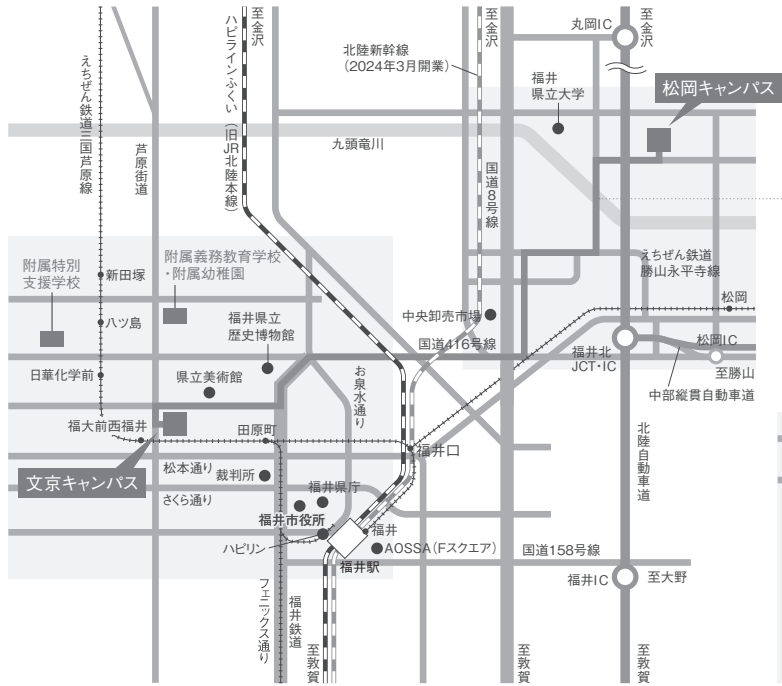 至金沢
至金沢
丸岡IC
至金沢
ハピラインふくい（旧JR北陸本線）
北陸新幹線
（2024年3月開業）
えちぜん鉄道三国芦原線
芦原街道
福井
県立大学
松岡キャンパス
九頭竜川
国道8号線
附属特別
支援学校
附属義務教育学校
・附属幼稚園
新田塚
えちぜん鉄道
勝山永平寺線
松岡
八ツ島
福井県立
歴史博物館
中央卸売市場
国道416号線
福井北
JCT・IC
松岡IC
至勝山
日華化学前
県立美術館
お泉水通り
中部縦貫自動車道
福大前西福井
田原町
福井口
北陸自動車道
文京キャンパス
松本通り
裁判所
さくら通り
福井県庁
福井市役所
福井
ハピリン
AOSSA（Fスクエア）
国道158号線
福井駅
福井IC
至大野
フェニックス通り
福井鉄道
至敦賀
至敦賀
至敦賀